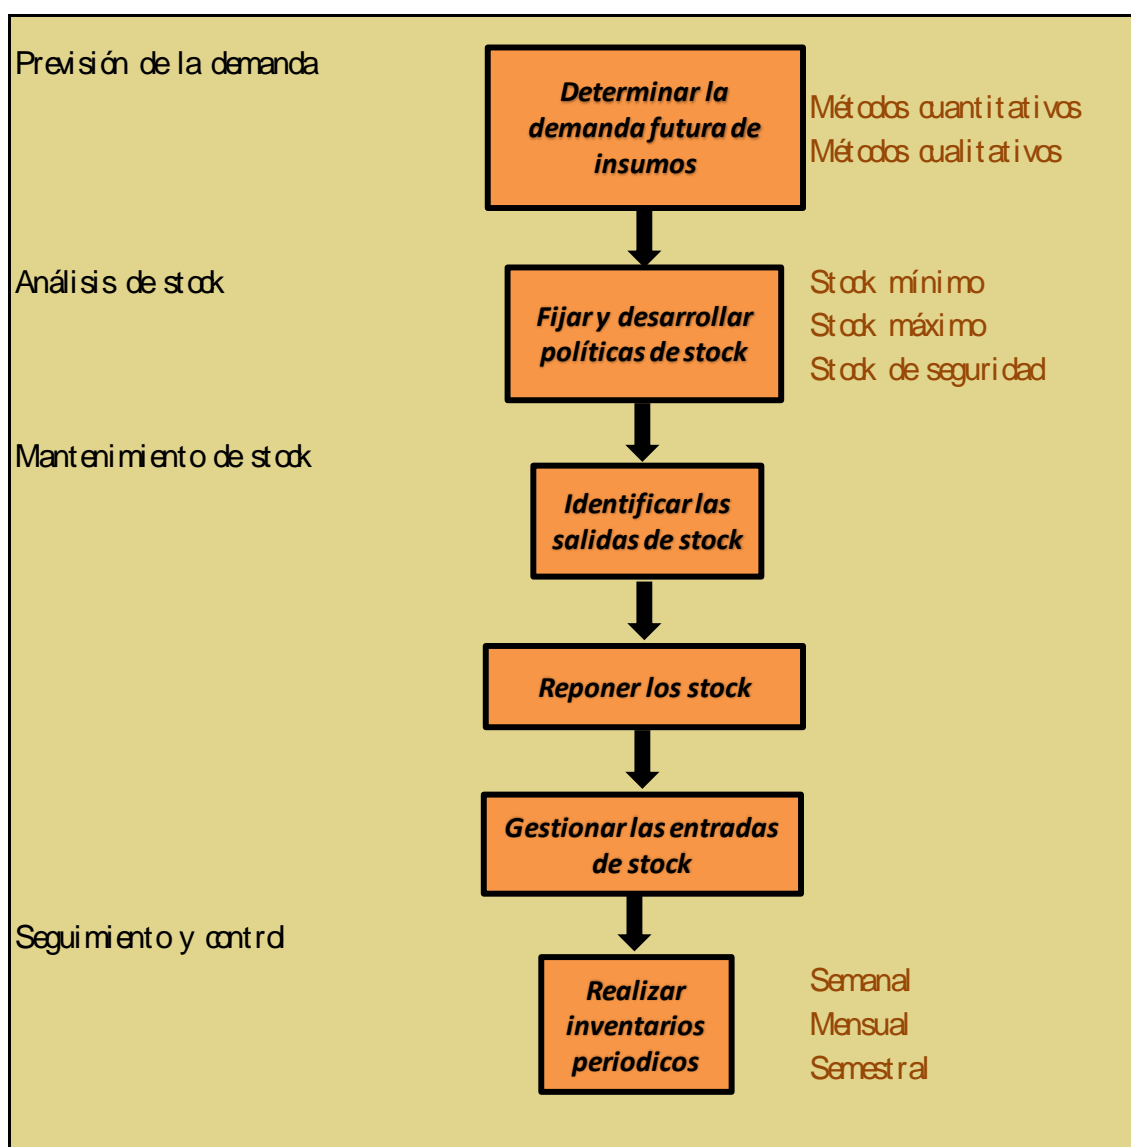 Previsión de la demanda
Determinar la
demanda futura de
insumos
Métodos cuantitativos
Métodos cualitativos
Análisis de stock
Fijar y desarrollar
políticas de stock
Stock mínimo
Stock máximo
Stock de seguridad
Mantenimiento de stock
Identificar las
salidas de stock
Reponer los stock
Gestionar las entradas
de stock
Seguimiento y control
Realizar
inventarios
periodicos
Semanal
Mensual
Semestral